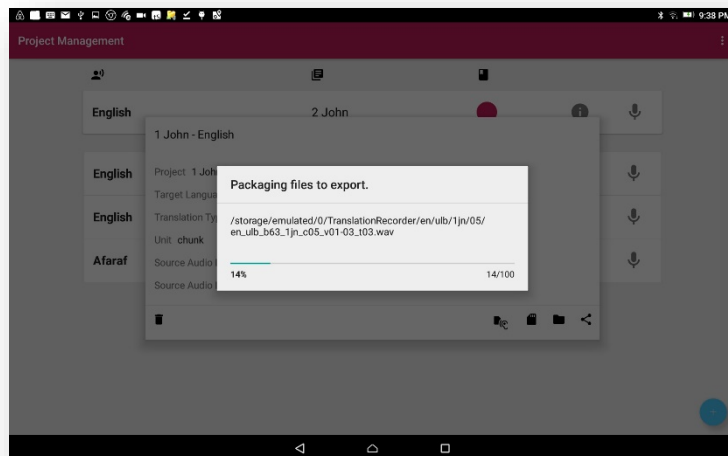 9:38 PM
Project Management
English 2 John
1 John - English
English
Project 1 Joh
Target Langua
English
Translation Ty
Unit chunk
Afaraf
Source Audio
Source Audio
Packaging files to export.
/storage/emulated/0/TranslationRecorder/en/ulb/1jn/05/
en_ulb_b63_1jn_c05_v01-03_t03.wav
14% 14/100